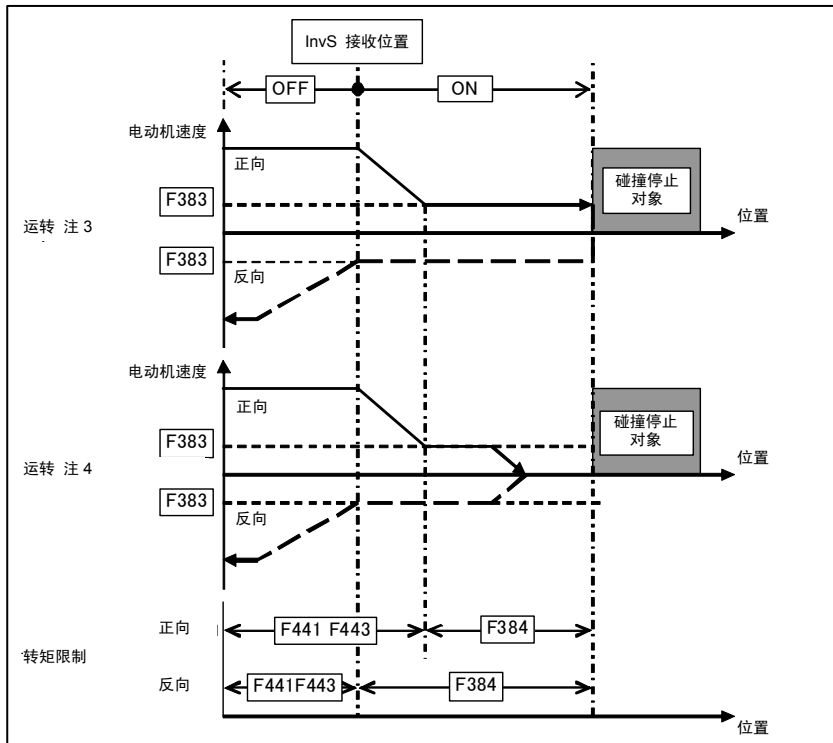 InvS 接收位置
OFF
ON
电动机速度
正向
F383
碰撞停止
对象
运转 注 3
位置
F383
反向
电动机速度
正向
F383
碰撞停止
对象
运转 注 4
位置
F383
反向
正向
F441 F443
F384
转矩限制
反向
F441F443
F384
位置